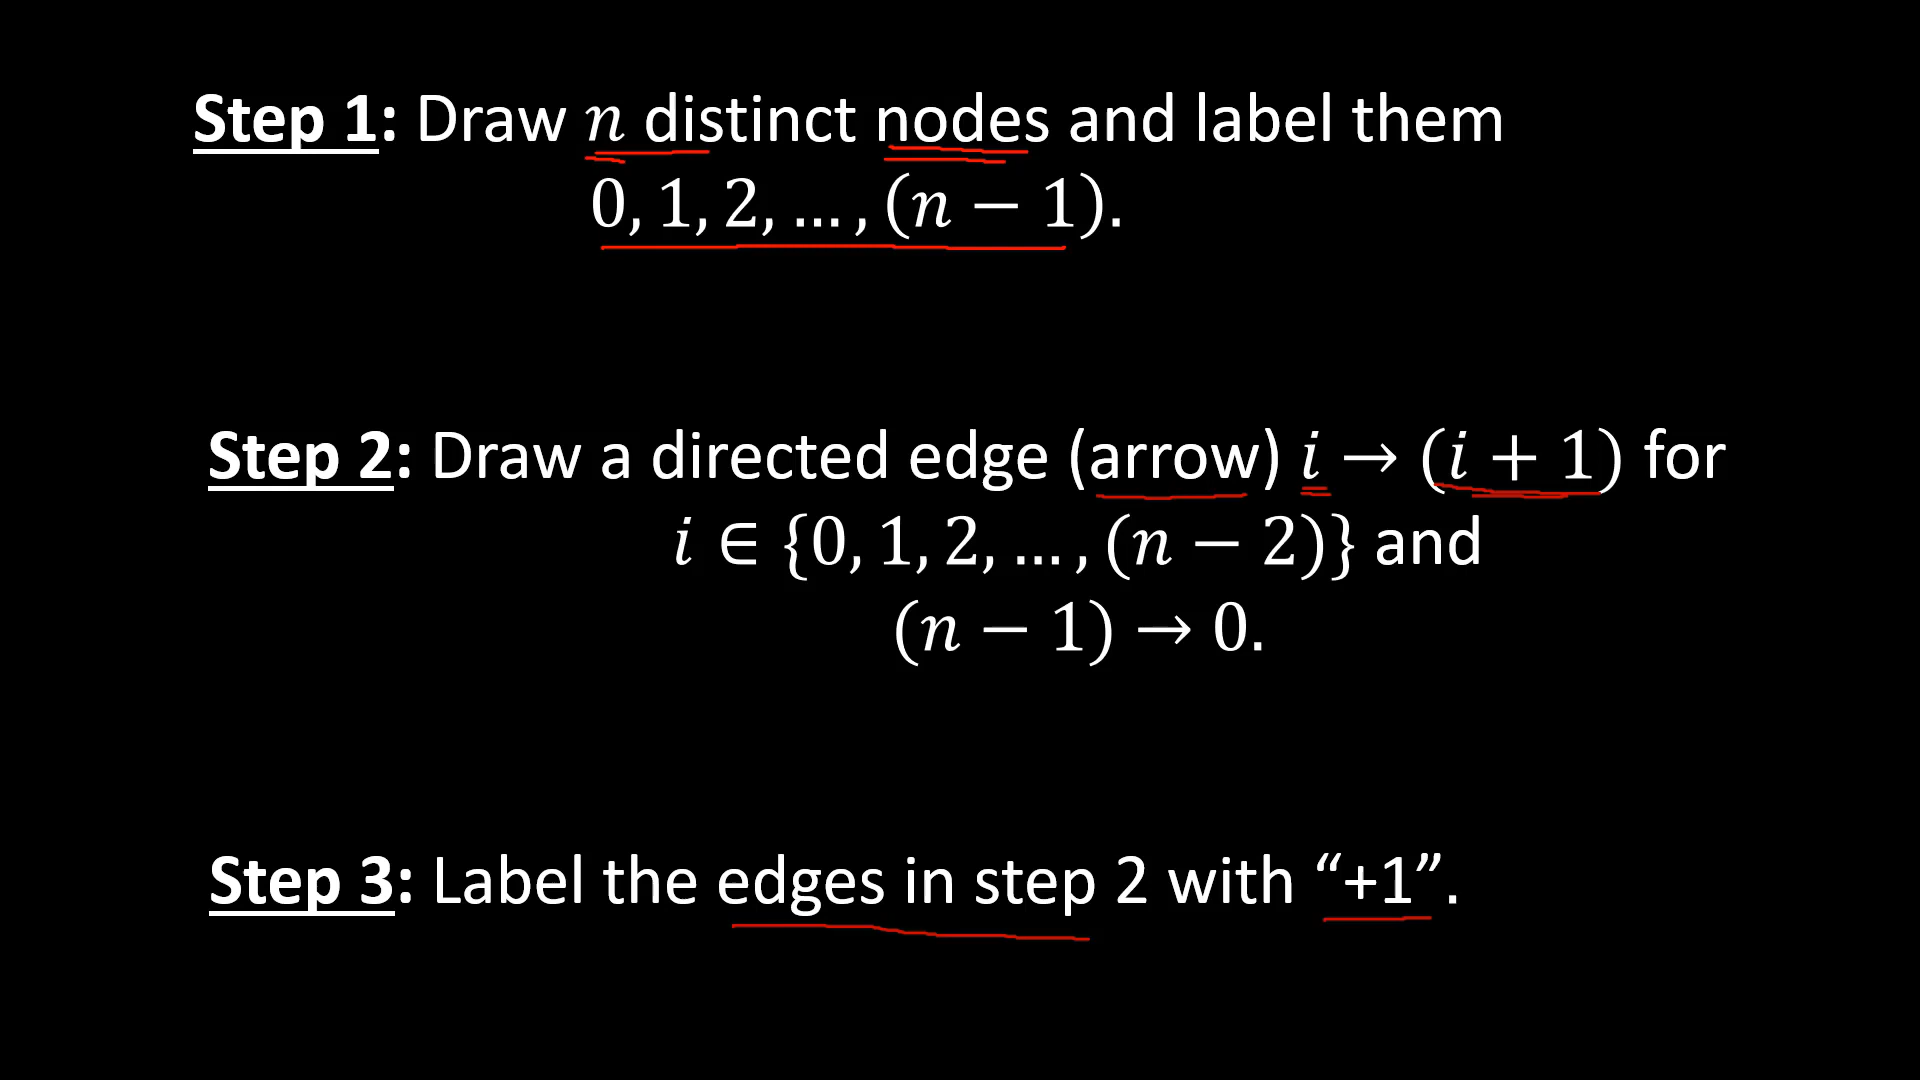 Step 1: Draw n distinct nodes and label them
0, 1, 2, … , (n − 1).
Step 2: Draw a directed edge (arrow) i → (i + 1) for
i ∈ {0, 1, 2, … , (n − 2)} and
(n − 1) → 0.
Step 3: Label the edges in step 2 with “+1”.